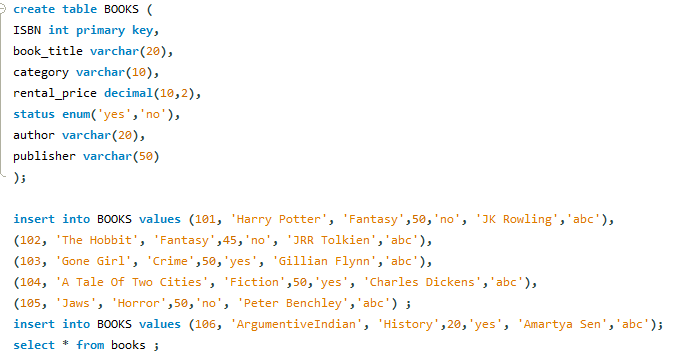 create table BOOKS (
ISBN int primary key,
book_title varchar(20),
category varchar(10),
rental_price decimal(10,2),
status enum('yes','no'),
author varchar(20),
publisher varchar(50)
);
insert into BOOKS values (101, 'Harry Potter', 'Fantasy',50,'no', 'JK Rowling','abc'),
(102, 'The Hobbit', 'Fantasy',45,'no', 'JRR Tolkien','abc'),
(103, 'Gone Girl', 'Crime',50,'yes', 'Gillian Flynn','abc'),
(104, 'A Tale Of Two Cities', 'Fiction',50,'yes', 'Charles Dickens','abc'),
(105, 'Jaws', 'Horror',50,'no', 'Peter Benchley','abc') ;
insert into BOOKS values (106, 'ArgumentiveIndian', 'History',20,'yes', 'Amartya Sen','abc');
select * from books ;